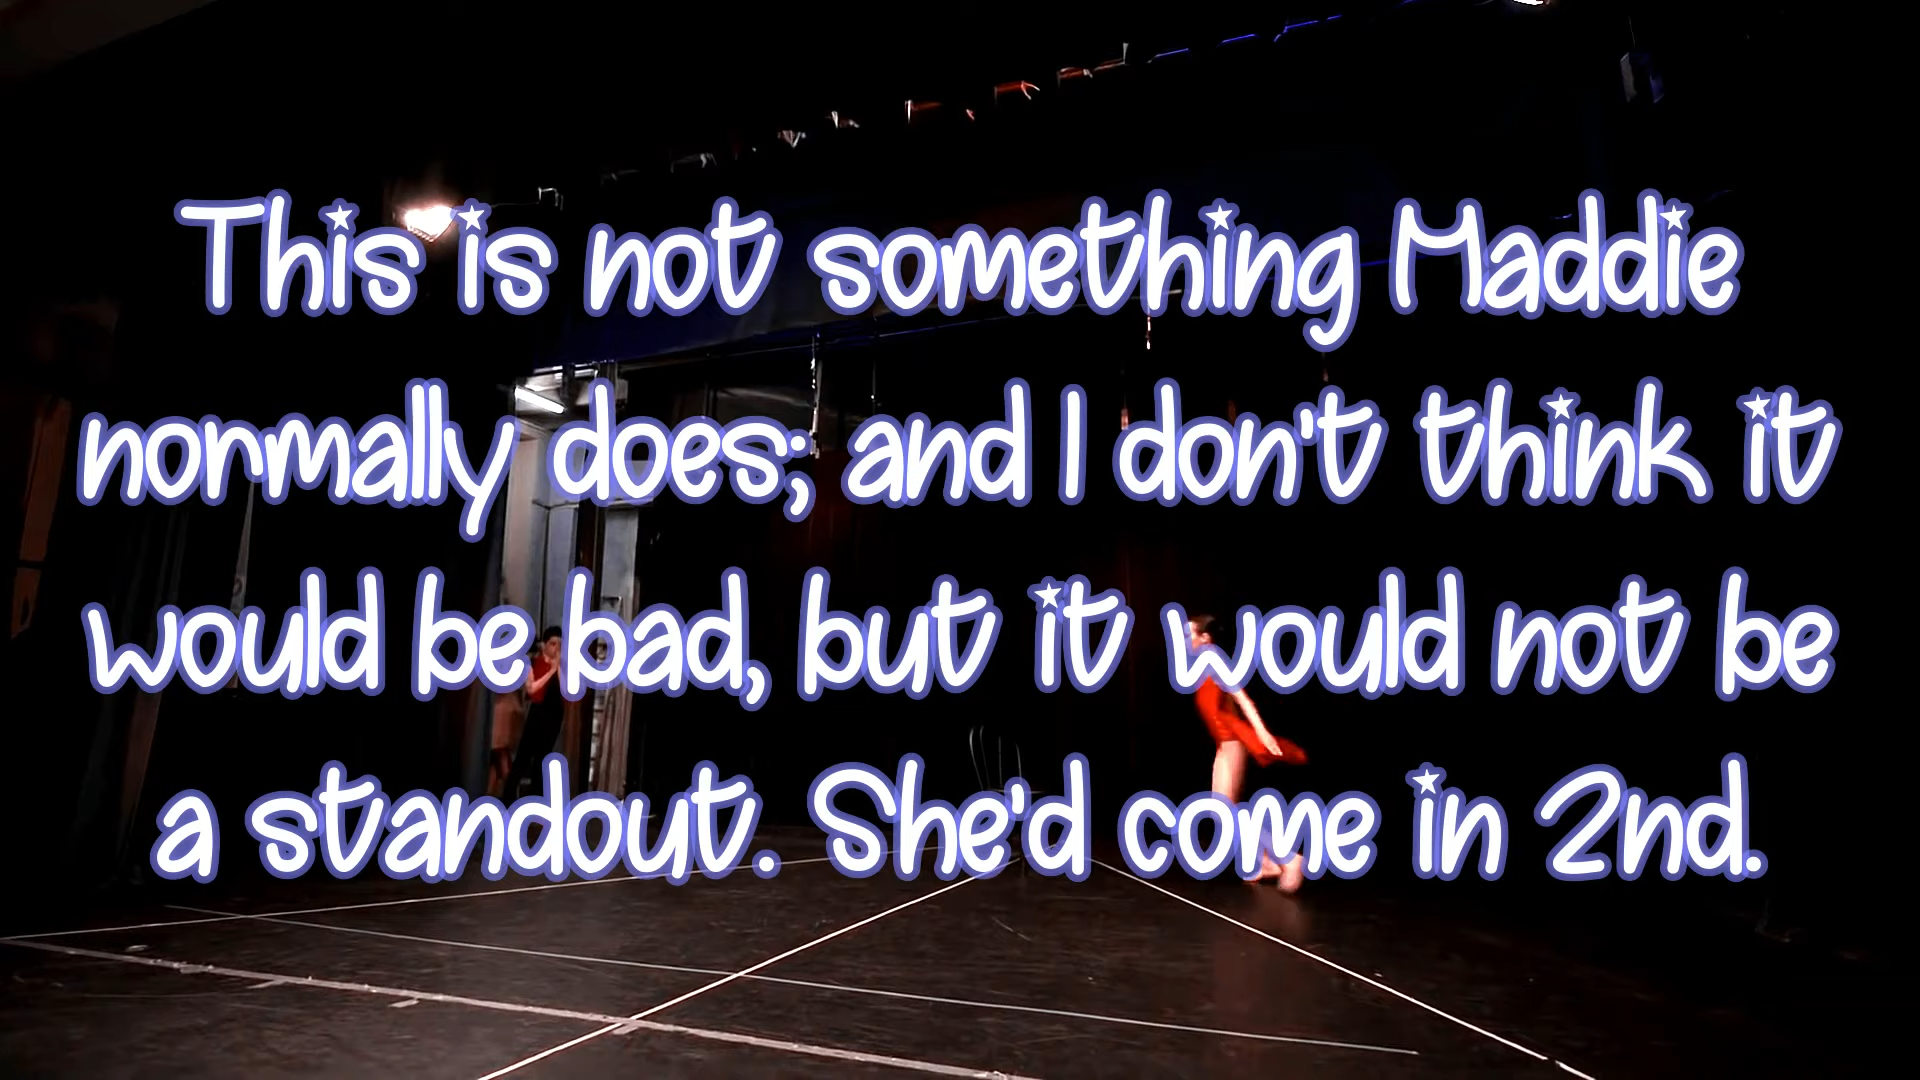 This is not something Maddie
normally does; and I don't think it
would be bad, but it would not be
a standout. She'd come in 2nd.